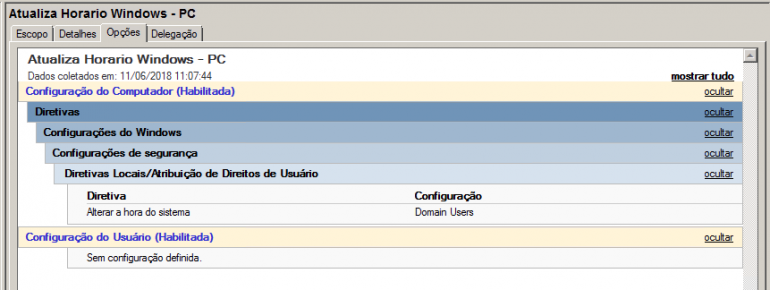 Atualiza Horario Windows - PC
Escopo Detalhes Opções Delegação
Atualiza Horario Windows - PC
Dados coletados em: 11/06/2018 11:07:44 mostrar tudo
Configuração do Computador (Habilitada) ocultar
Diretivas ocultar
Configurações do Windows ocultar
Configurações de segurança ocultar
Diretivas Locais/Atribuição de Direitos de Usuário ocultar
Diretiva Configuração
Alterar a hora do sistema Domain Users
Configuração do Usuário (Habilitada) ocultar
Sem configuração definida.